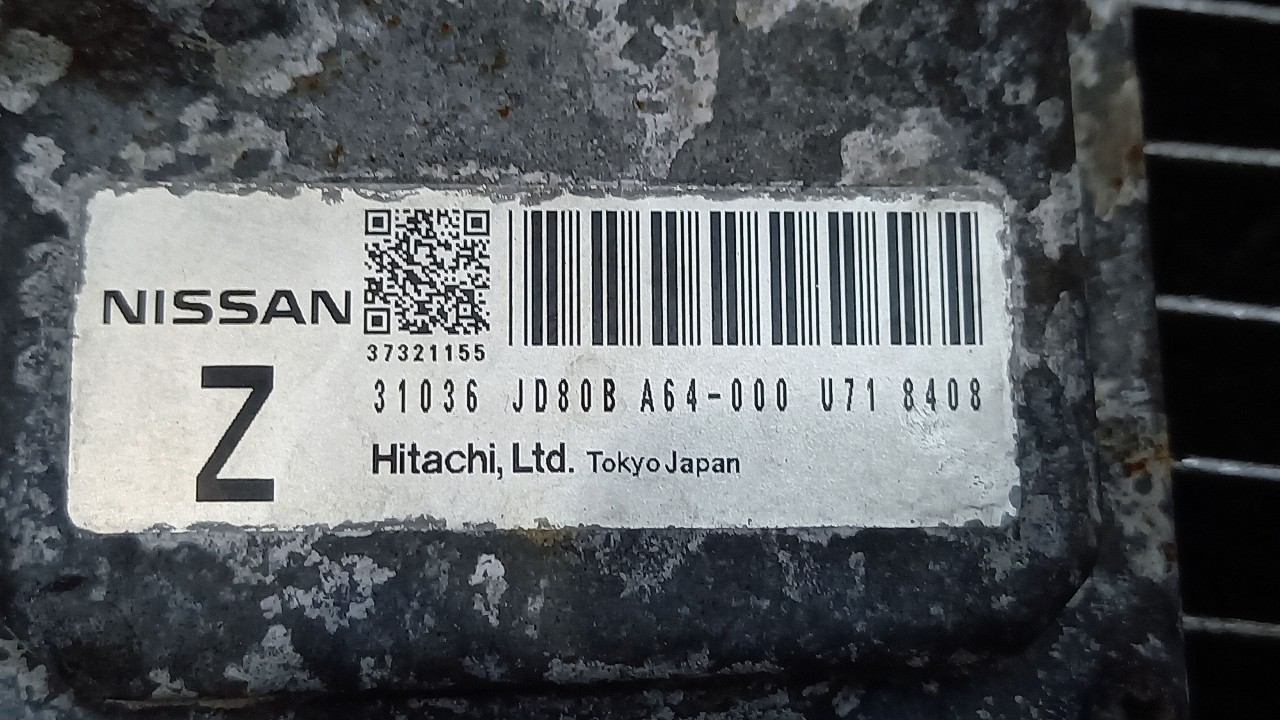 NISSAN
37321155
Z
31036 JD80B A64-000 U71 8408
Hitachi, Ltd. Tokyo Japan